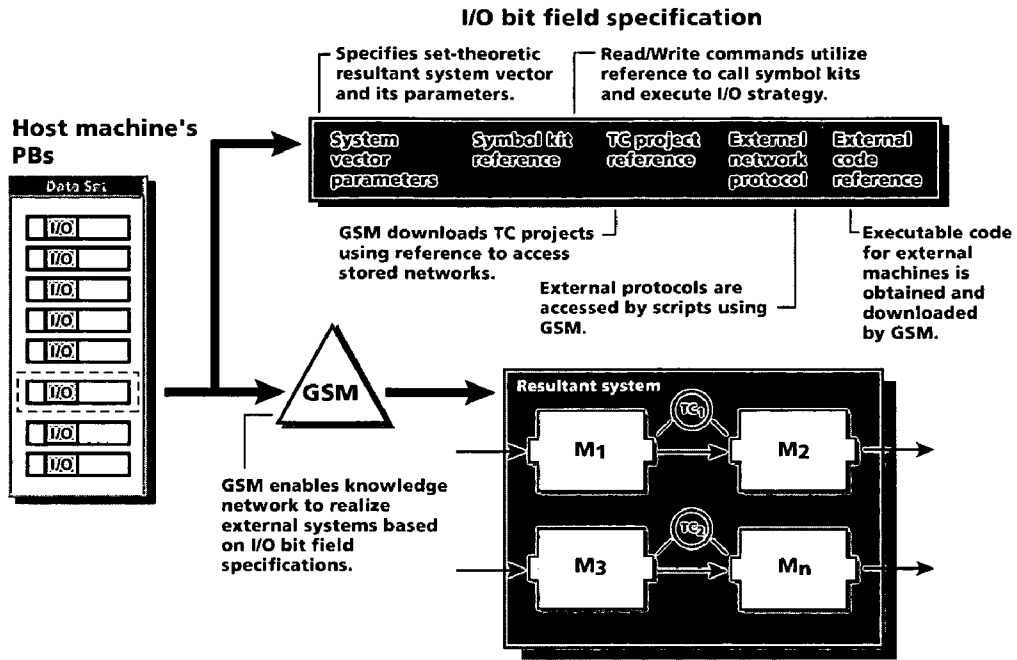 I/O bit field specification
Specifies set-theoretic
resultant system vector
and its parameters.
Read/Write commands utilize
reference to call symbol kits
and execute I/O strategy.
Host machine's
PBs
System
vector
parameters
Symbol kit
reference
TC project
reference
External
network
protocol
External
code
reference
Data Set
I/O
I/O
I/O
I/O
I/O
I/O
I/O
I/O
GSM downloads TC projects
using reference to access
stored networks.
External protocols are
accessed by scripts using
GSM.
Executable code
for external
machines is
obtained and
downloaded
by GSM.
GSM
GSM enables knowledge
network to realize
external systems based
on I/O bit field
specifications.
Resultant system
TC1
M1
M2
TC2
M3
Mn